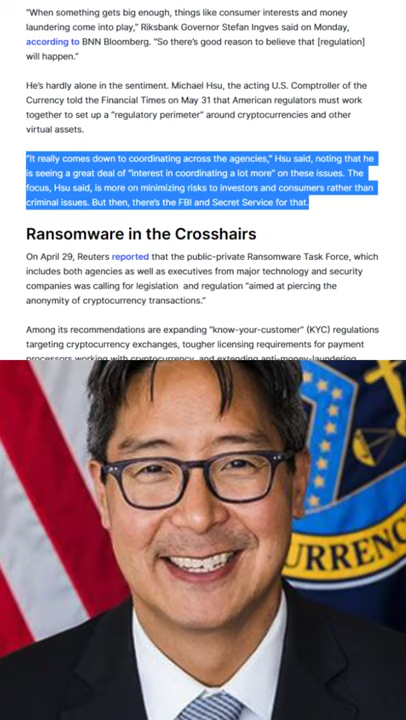 "When something gets big enough, things like consumer interests and money
laundering come into play," Riksbank Governor Stefan Ingves said on Monday,
according to BNN Bloomberg. "So there's good reason to believe that [regulation]
will happen."
He's hardly alone in the sentiment. Michael Hsu, the acting U.S. Comptroller of the
Currency told the Financial Times on May 31 that American regulators must work
together to set up a "regulatory perimeter" around cryptocurrencies and other
virtual assets.
"It really comes down to coordinating across the agencies," Hsu said, noting that he
is seeing a great deal of "interest in coordinating a lot more" on these issues. The
focus, Hsu said, is more on minimizing risks to investors and consumers rather than
criminal issues. But then, there's the FBI and Secret Service for that.
Ransomware in the Crosshairs
On April 29, Reuters reported that the public-private Ransomware Task Force, which
includes both agencies as well as executives from major technology and security
companies was calling for legislation and regulation "aimed at piercing the
anonymity of cryptocurrency transactions."
Among its recommendations are expanding "know-your-customer" (KYC) regulations
targeting cryptocurrency exchanges, tougher licensing requirements for payment
processors working with cryptocurrency, and extending anti-money-laundering
URRENC